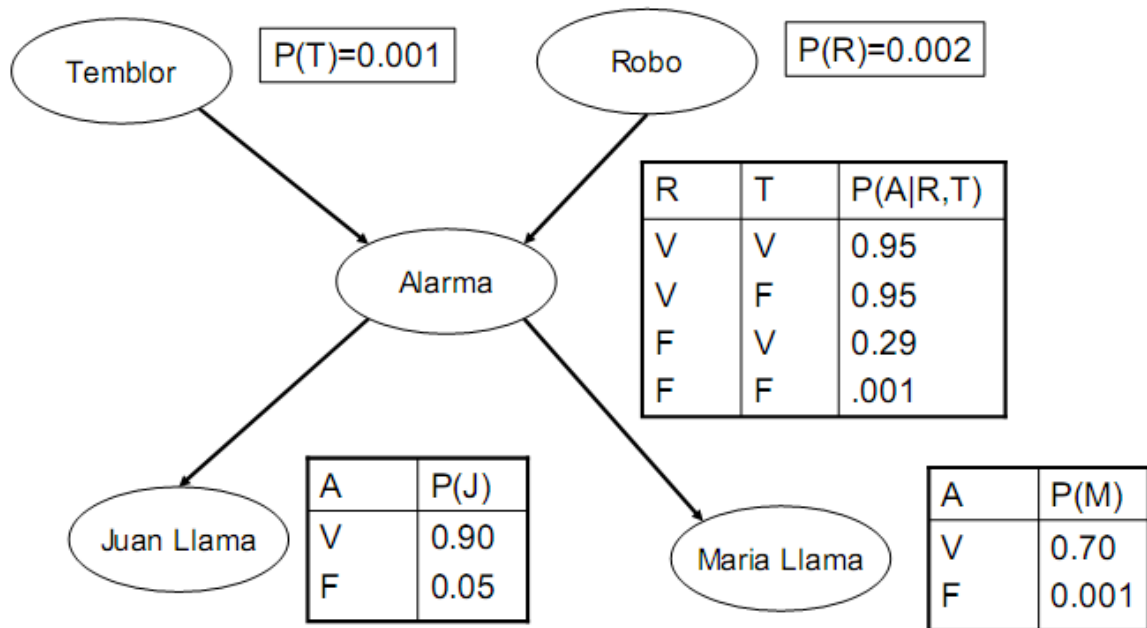 Temblor
P(T)=0.001
Robo
P(R)=0.002
R T P(A|R,T)
V V 0.95
V F 0.95
F V 0.29
F F .001
Alarma
Juan Llama
A P(J)
V 0.90
F 0.05
Maria Llama
A P(M)
V 0.70
F 0.001